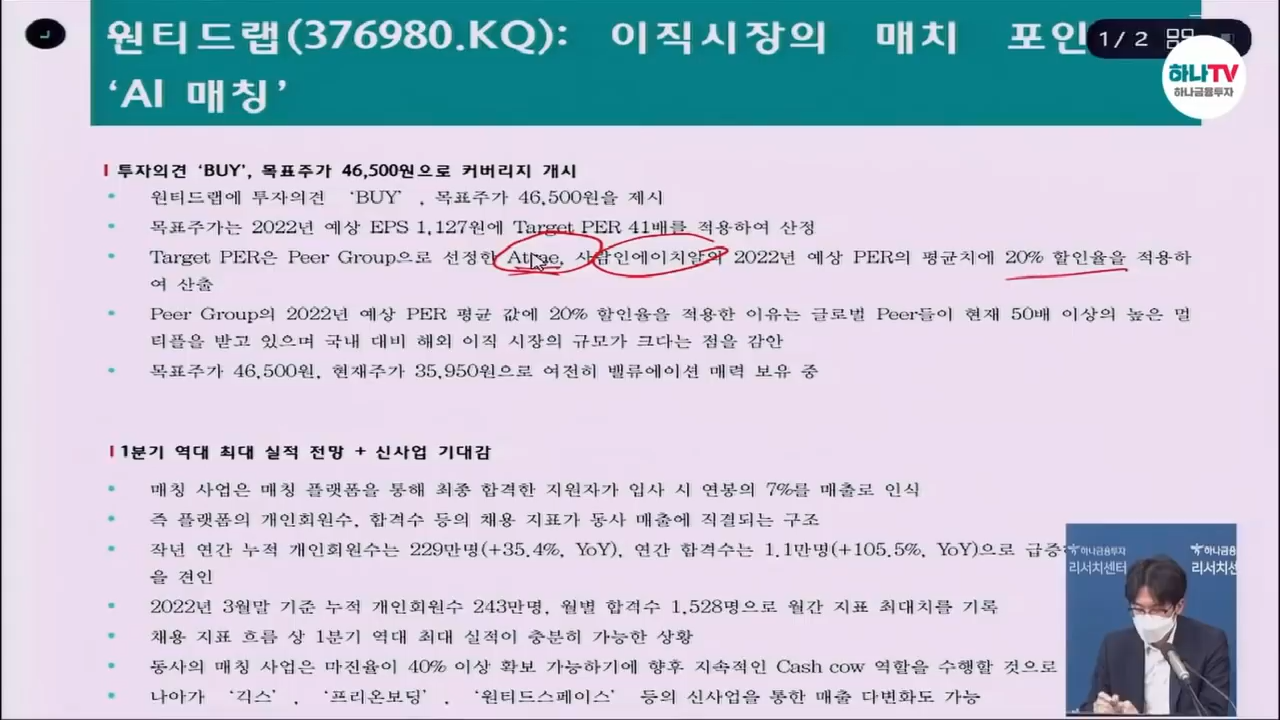 원티드랩(376980.KQ): 이직시장의 매치 포인
'AI 매칭'
1 / 2
하나TV
하나금융투자
투자의견 'BUY', 목표주가 46,500원으로 커버리지 개시
• 원티드랩에 투자의견 'BUY', 목표주가 46,500원을 제시
• 목표주가는 2022년 예상 EPS 1,127원에 Target PER 41배를 적용하여 산정
• Target PER은 Peer Group으로 선정한 Atrae, 사람인에이치알의 2022년 예상 PER의 평균치에 20% 할인율을 적용하
여 산출
• Peer Group의 2022년 예상 PER 평균 값에 20% 할인율을 적용한 이유는 글로벌 Peer들이 현재 50배 이상의 높은 멀
티플을 받고 있으며 국내 대비 해외 이직 시장의 규모가 크다는 점을 감안
• 목표주가 46,500원, 현재주가 35,950원으로 여전히 밸류에이션 매력 보유 중
1분기 역대 최대 실적 전망 + 신사업 기대감
• 매칭 사업은 매칭 플랫폼을 통해 최종 합격한 지원자가 입사 시 연봉의 7%를 매출로 인식
• 즉 플랫폼의 개인회원수, 합격수 등의 채용 지표가 동사 매출에 직결되는 구조
• 작년 연간 누적 개인회원수는 229만명(+35.4%, YoY), 연간 합격수는 1.1만명(+105.5%, YoY)으로 급증
을 견인
• 2022년 3월말 기준 누적 개인회원수 243만명, 월별 합격수 1,528명으로 월간 지표 최대치를 기록
• 채용 지표 흐름 상 1분기 역대 최대 실적이 충분히 가능한 상황
• 동사의 매칭 사업은 마진율이 40% 이상 확보 가능하기에 향후 지속적인 Cash cow 역할을 수행할 것으로
• 나아가 '긱스', '프리온보딩', '원티드스페이스' 등의 신사업을 통한 매출 다변화도 가능
하나금융투자
리서치센터
하나금융
리서치센